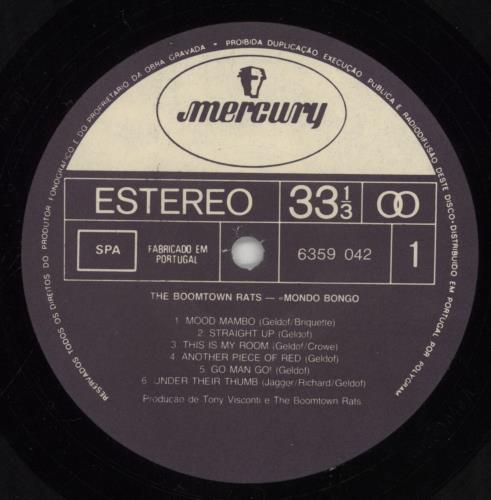 RESERVADOS TODOS OS DIREITOS DO PRODUTOR FONOGRÁFICO E DO PROPRIETÁRIO DA OBRA GRAVADA • PROIBIDA DUPLICAÇÃO, EXECUÇÃO PUBLICA E RADIODIFUSÃO DESTE DISCO - DISTRIBUIDO EM PORTUGAL POR POLYGRAM
mercury
ESTEREO 33 1/3
SPA FABRICADO EM PORTUGAL 6359 042 1
THE BOOMTOWN RATS — «MONDO BONGO
1 MOOD MAMBO (Geldof/Briquette)
2. STRAIGHT UP (Geldof)
3. THIS IS MY ROOM (Geldof/Crowe)
4. ANOTHER PIECE OF RED (Geldof)
5. GO MAN GO! (Geldof)
6. UNDER THEIR THUMB (Jagger/Richard/Geldof)
Produção de Tony Visconti e The Boomtown Rats.